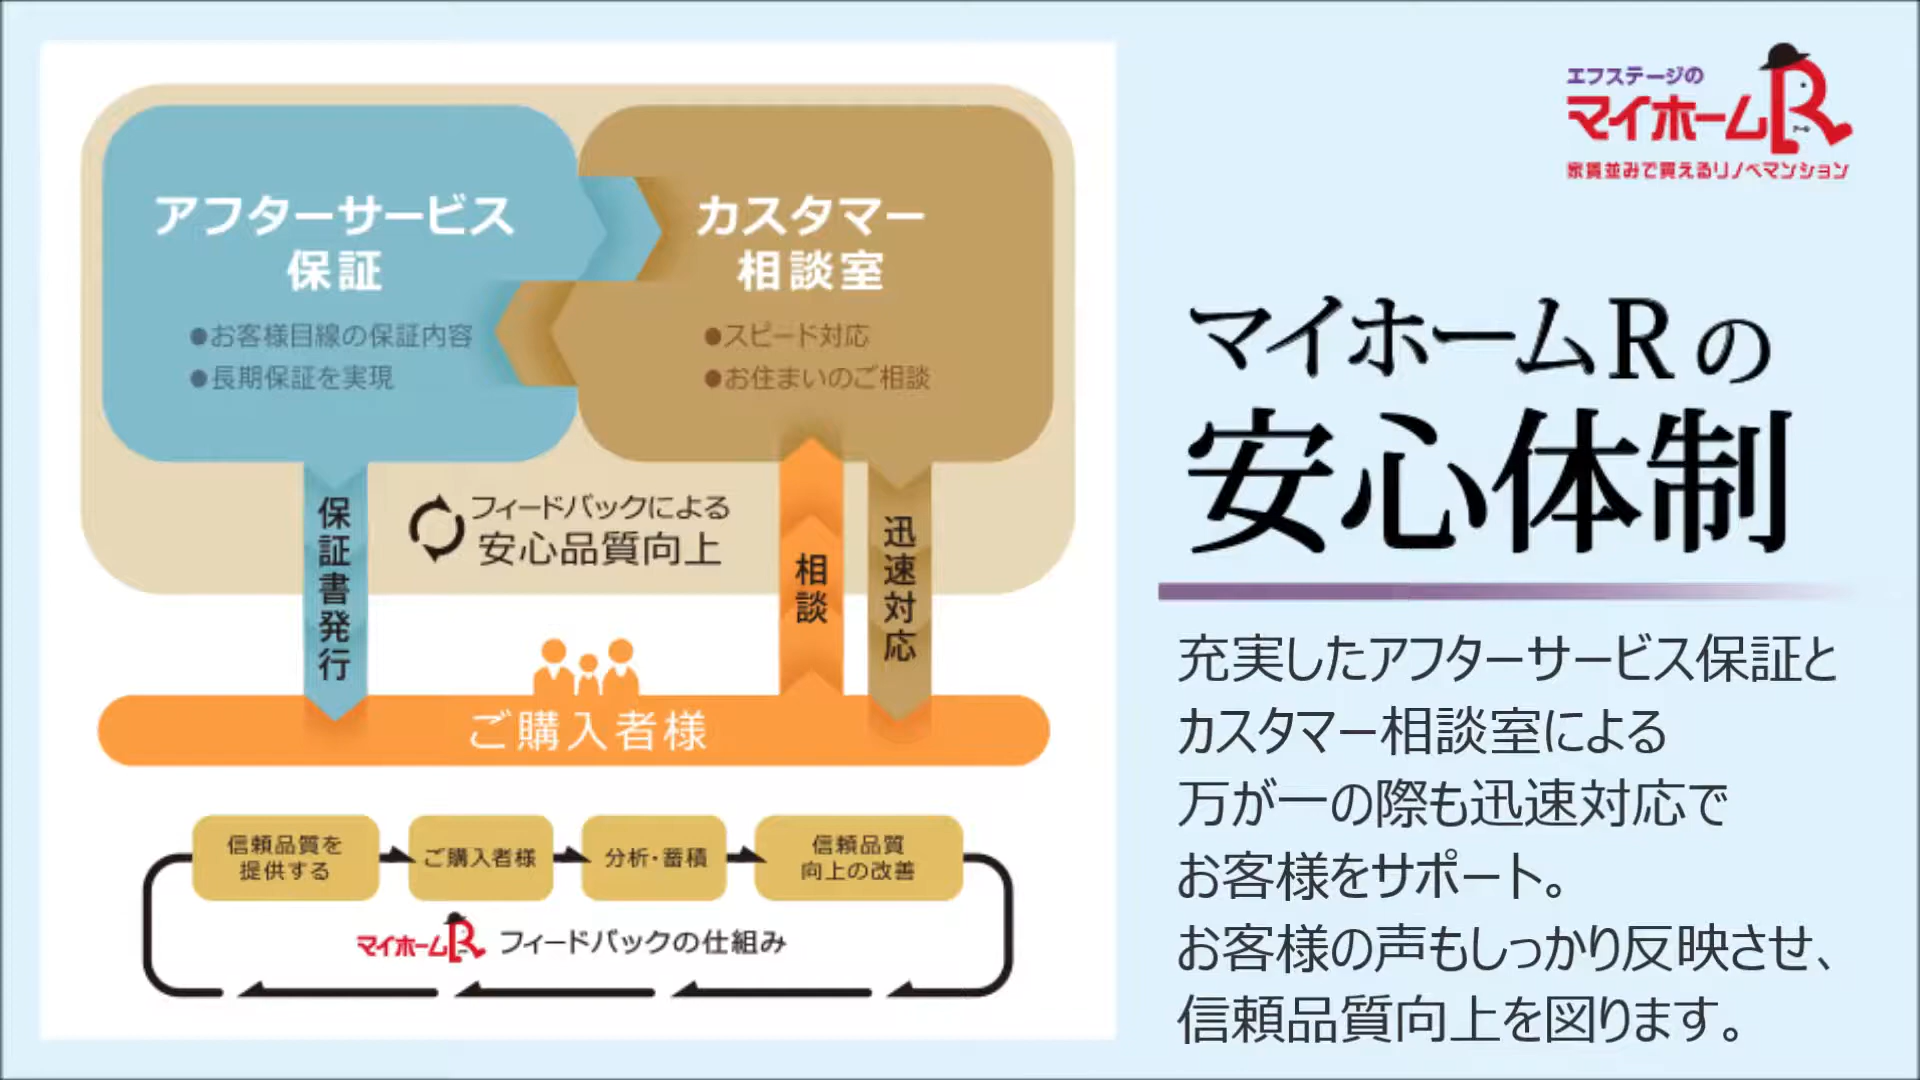 エフステージの
マイホームR
家賃並みで買えるリノベマンション
アフターサービス
保証
●お客様目線の保証内容
●長期保証を実現
カスタマー
相談室
●スピード対応
●お住まいのご相談
保証書発行
フィードバックによる
安心品質向上
相談
迅速対応
ご購入者様
信頼品質を
提供する
ご購入者様
分析・蓄積
信頼品質
向上の改善
マイホームR フィードバックの仕組み
マイホームRの
安心体制
充実したアフターサービス保証と
カスタマー相談室による
万が一の際も迅速対応で
お客様をサポート。
お客様の声もしっかり反映させ、
信頼品質向上を図ります。